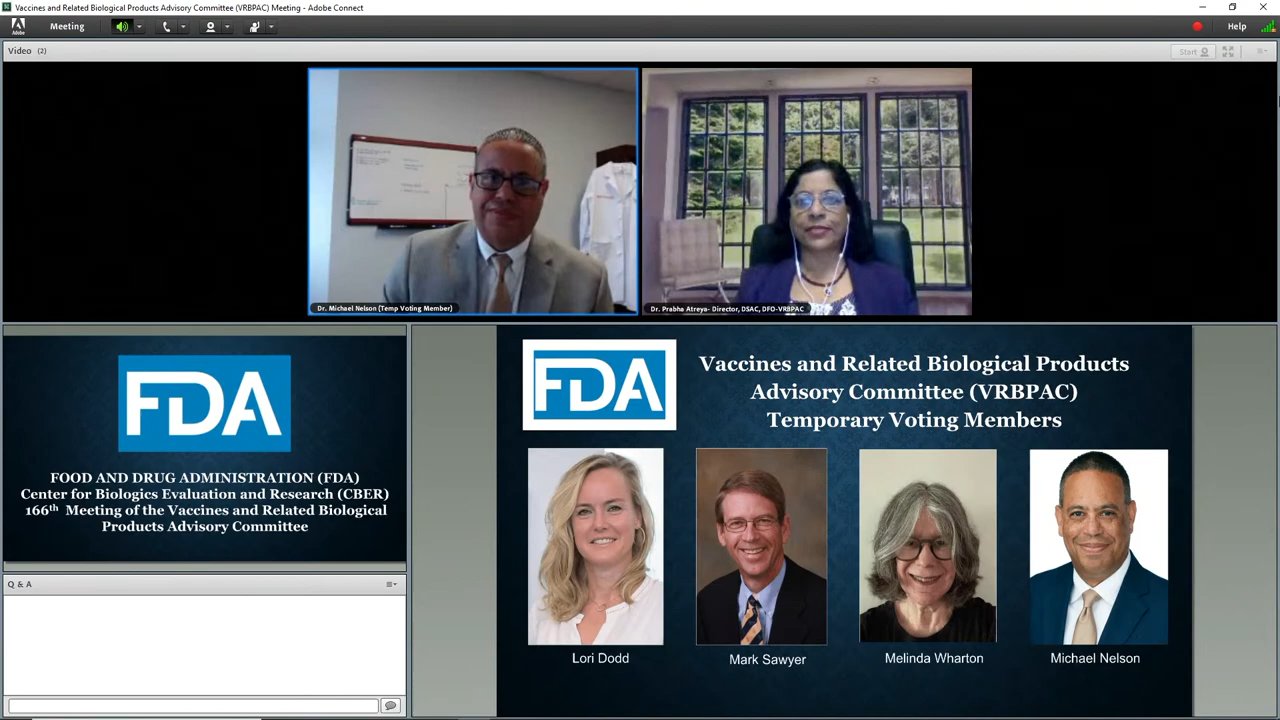 Vaccines and Related Biological Products Advisory Committee (VRBPAC) Meeting - Adobe Connect
Adobe
Meeting
Help
Video (2)
Start
Dr. Michael Nelson (Temp Voting Member)
Dr. Prabha Atreya- Director, DSAC, DFO-VRBPAC
FDA
FOOD AND DRUG ADMINISTRATION (FDA)
Center for Biologics Evaluation and Research (CBER)
166th Meeting of the Vaccines and Related Biological
Products Advisory Committee
Q & A
FDA
Vaccines and Related Biological Products
Advisory Committee (VRBPAC)
Temporary Voting Members
Lori Dodd
Mark Sawyer
Melinda Wharton
Michael Nelson